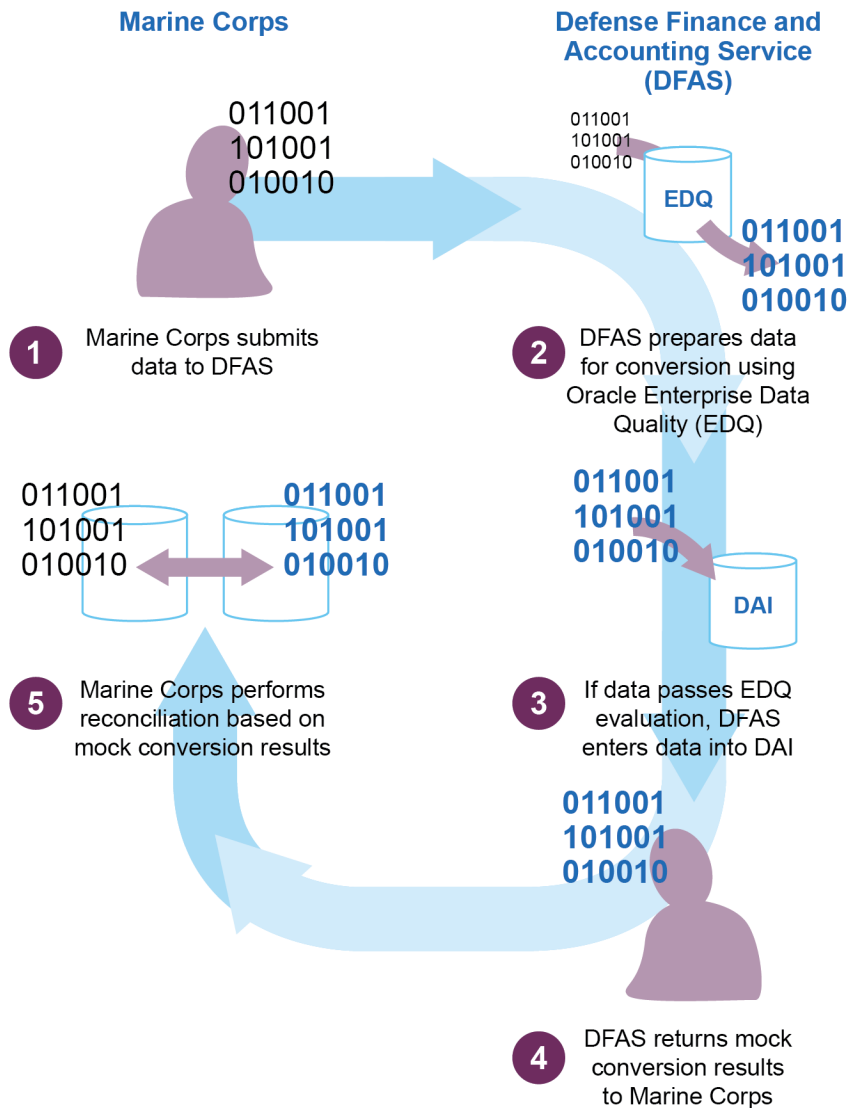 Marine Corps
Defense Finance and
Accounting Service
(DFAS)
011001
101001
010010
011001
101001
010010
EDQ
011001
101001
010010
1
Marine Corps submits
data to DFAS
2
DFAS prepares data
for conversion using
Oracle Enterprise Data
Quality (EDQ)
011001
101001
010010
DAI
3
If data passes EDQ
evaluation, DFAS
enters data into DAI
011001
101001
010010
4
DFAS returns mock
conversion results
to Marine Corps
011001
101001
010010
011001
101001
010010
5
Marine Corps performs
reconciliation based on
mock conversion results